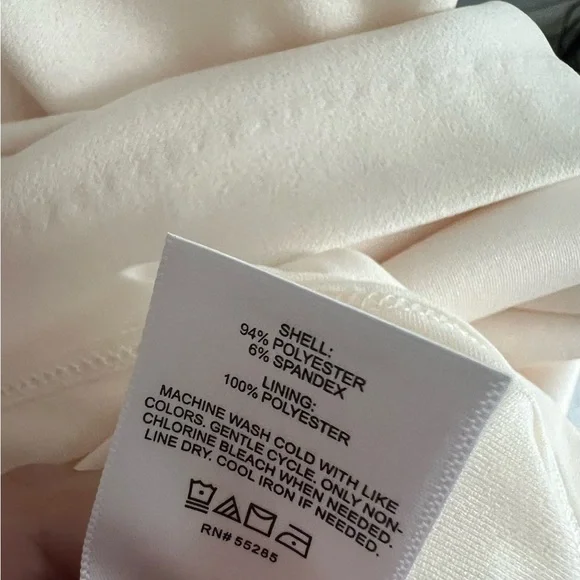 SHELL:
94% POLYESTER
6% SPANDEX
LINING:
100% POLYESTER
MACHINE WASH COLD WITH LIKE
COLORS. GENTLE CYCLE. ONLY NON-
CHLORINE BLEACH WHEN NEEDED.
LINE DRY. COOL IRON IF NEEDED.
RN# 55285